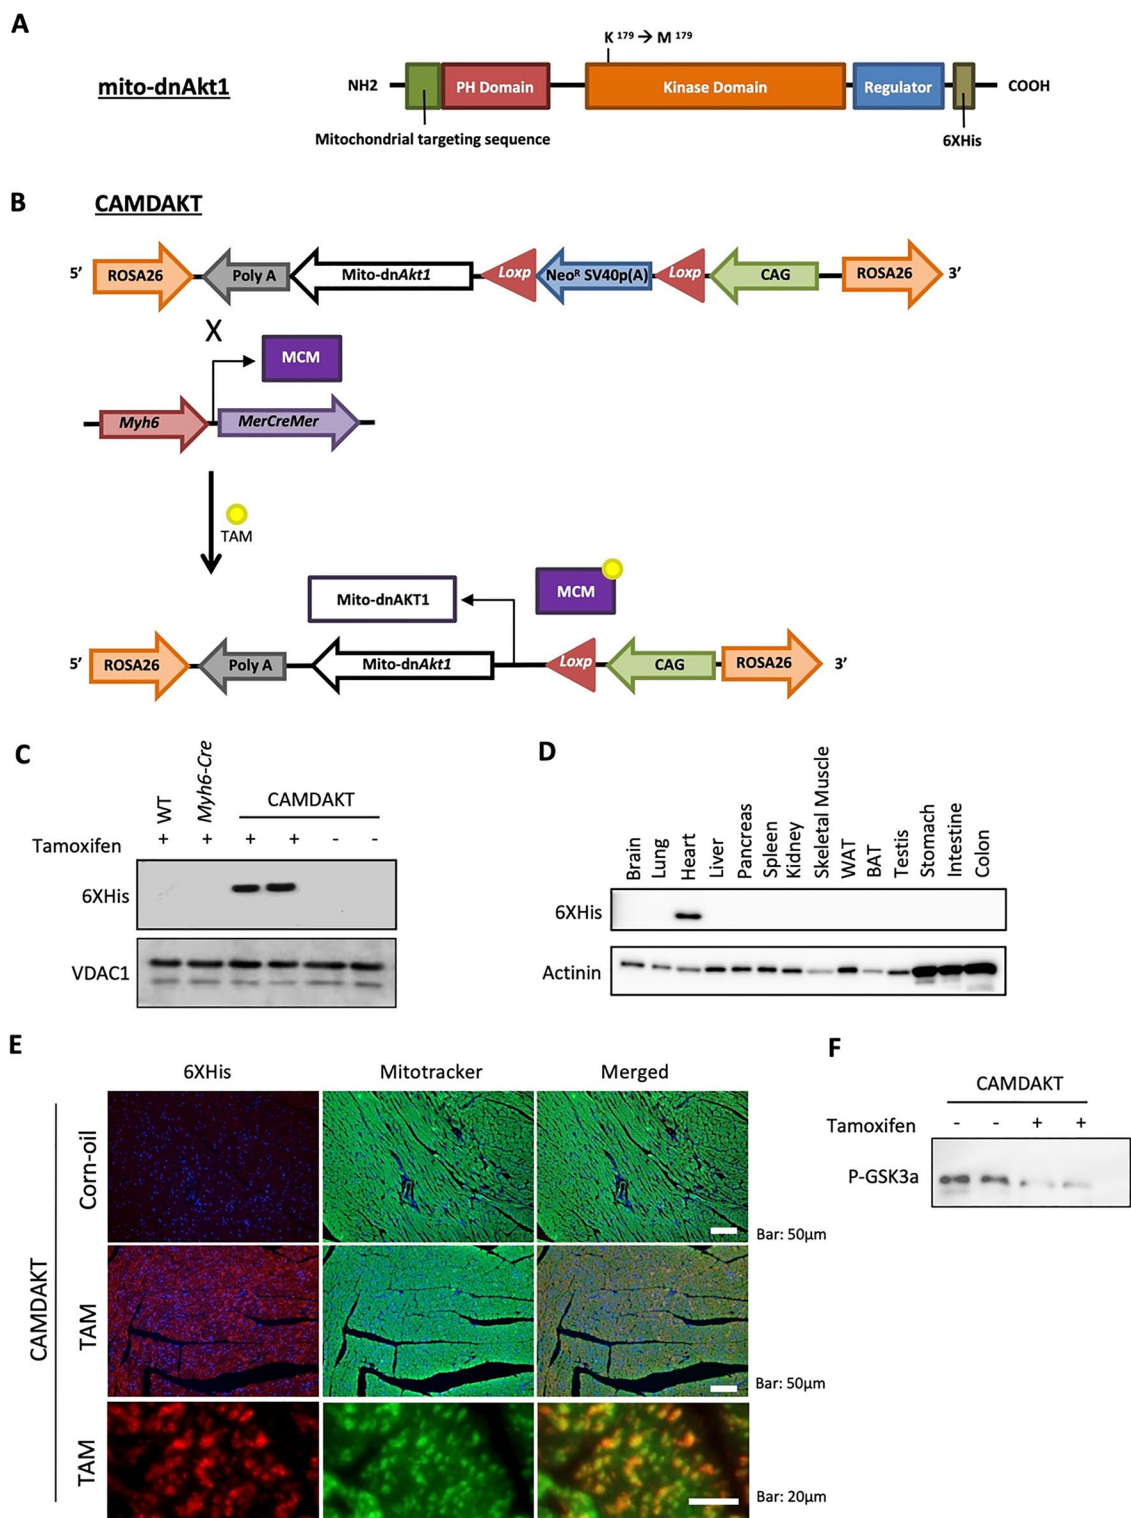 A
K 179 → M 179
mito-dnAkt1
NH2
PH Domain
Kinase Domain
Regulator
COOH
Mitochondrial targeting sequence
6XHis
B
CAMDAKT
5’
ROSA26
Poly A
Mito-dnAkt1
Loxp
Neoᴿ SV40p(A)
Loxp
CAG
ROSA26
3’
X
MCM
Myh6
MerCreMer
TAM
Mito-dnAKT1
MCM
5’
ROSA26
Poly A
Mito-dnAkt1
Loxp
CAG
ROSA26
3’
C
WT
Myh6-Cre
CAMDAKT
Tamoxifen
+ + + + - -
6XHis
VDAC1
D
Brain
Lung
Heart
Liver
Pancreas
Spleen
Kidney
Skeletal Muscle
WAT
BAT
Testis
Stomach
Intestine
Colon
6XHis
Actinin
E
6XHis
Mitotracker
Merged
CAMDAKT
Corn-oil
Bar: 50µm
TAM
Bar: 50µm
TAM
Bar: 20µm
F
CAMDAKT
Tamoxifen
- - + +
P-GSK3a